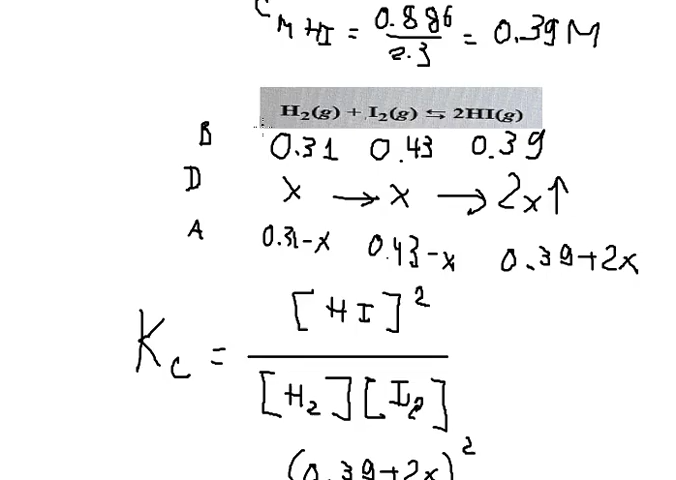 C M HI = 0.886/2.3 = 0.39 M
H₂(g) + I₂(g) ⇆ 2HI(g)
B 0.31 0.43 0.39
D x → x → 2x↑
A 0.31-x 0.43-x 0.39+2x
Kc = [HI]²/[H₂][I₂]
(0.39+2x)²